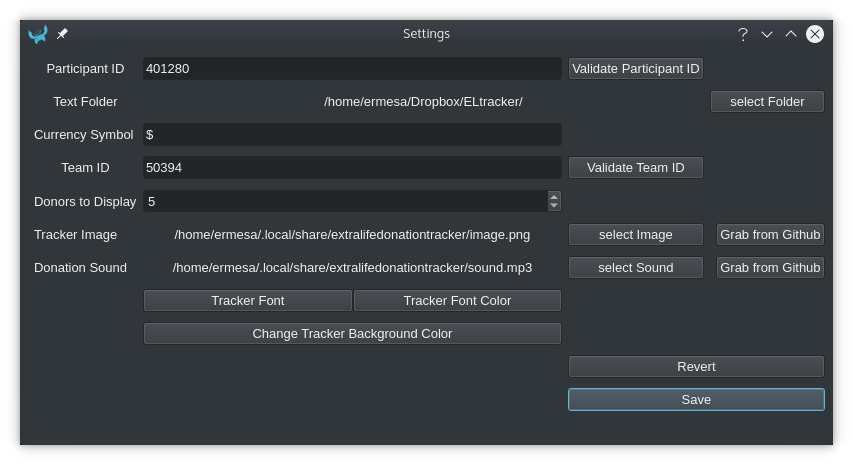 Settings
Participant ID 401280 Validate Participant ID
Text Folder /home/ermesa/Dropbox/ELtracker/ select Folder
Currency Symbol $
Team ID 50394 Validate Team ID
Donors to Display 5
Tracker Image /home/ermesa/.local/share/extralifedonationtracker/image.png select Image Grab from Github
Donation Sound /home/ermesa/.local/share/extralifedonationtracker/sound.mp3 select Sound Grab from Github
Tracker Font Tracker Font Color
Change Tracker Background Color
Revert
Save